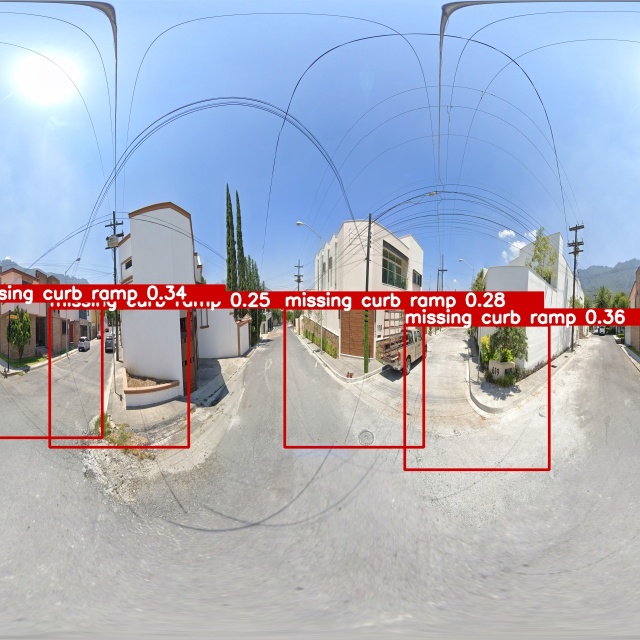 sing curb ramp 0.34
missing curb ramp 0.25
missing curb ramp 0.28
missing curb ramp 0.36